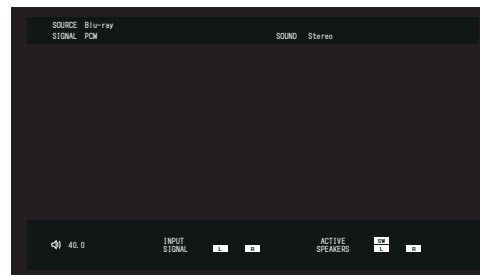 SOURCE Blu-ray
SIGNAL PCM SOUND Stereo
INPUT ACTIVE SW
40.0 SIGNAL L R SPEAKERS L R